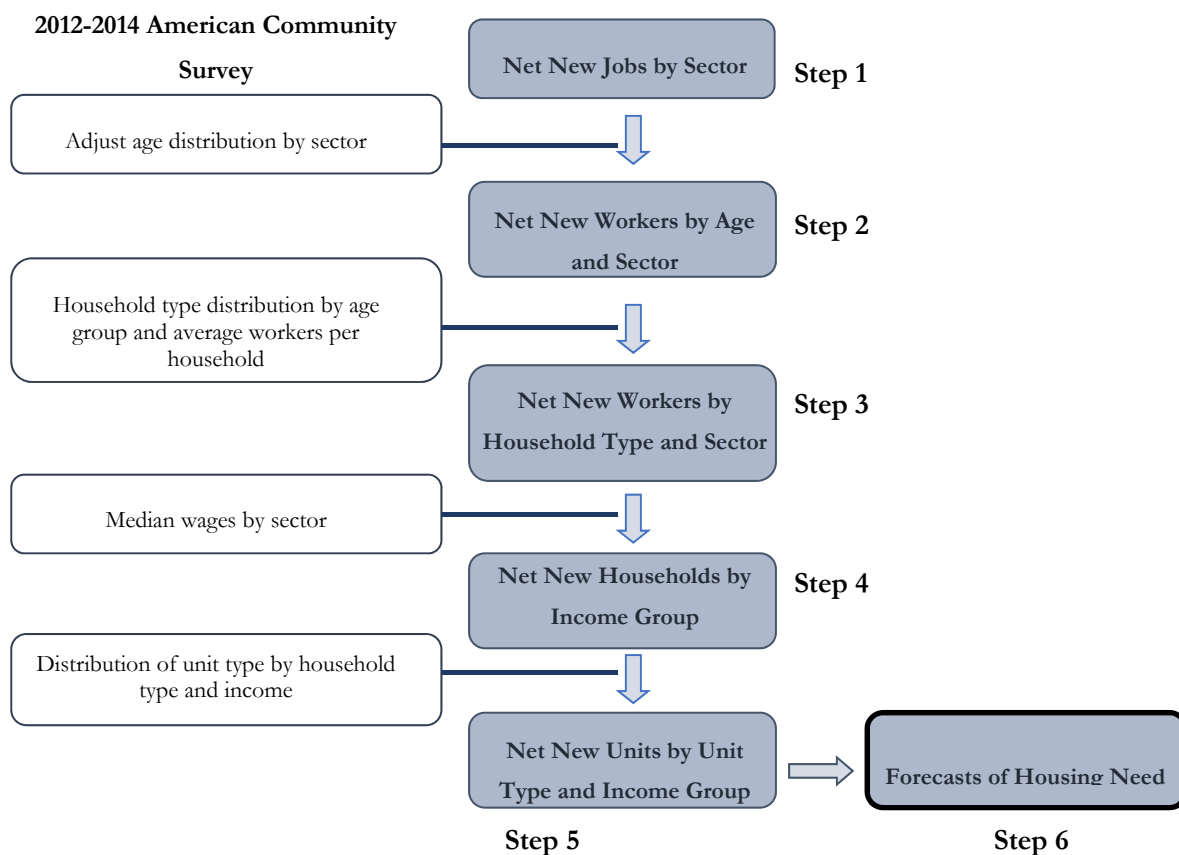 2012-2014 American Community
Survey
Net New Jobs by Sector
Step 1
Adjust age distribution by sector
Net New Workers by Age
and Sector
Step 2
Household type distribution by age
group and average workers per
household
Net New Workers by
Household Type and Sector
Step 3
Median wages by sector
Net New Households by
Income Group
Step 4
Distribution of unit type by household
type and income
Net New Units by Unit
Type and Income Group
Step 5
Forecasts of Housing Need
Step 6